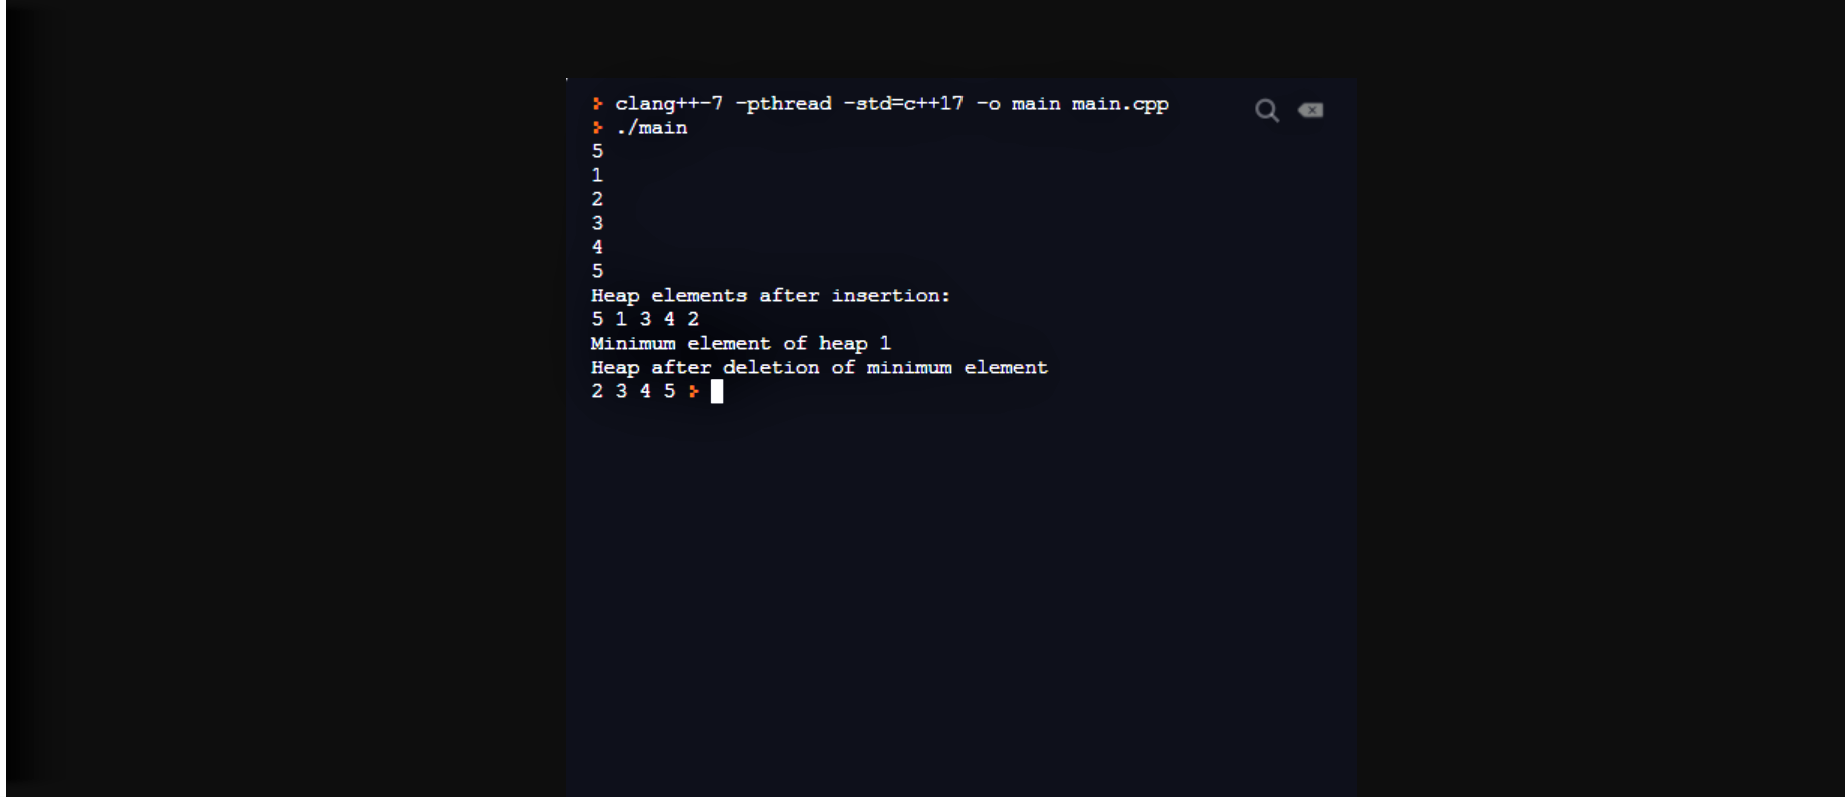 > clang++-7 -pthread -std=c++17 -o main main.cpp
> ./main
5
1
2
3
4
5
Heap elements after insertion:
5 1 3 4 2
Minimum element of heap 1
Heap after deletion of minimum element
2 3 4 5 >